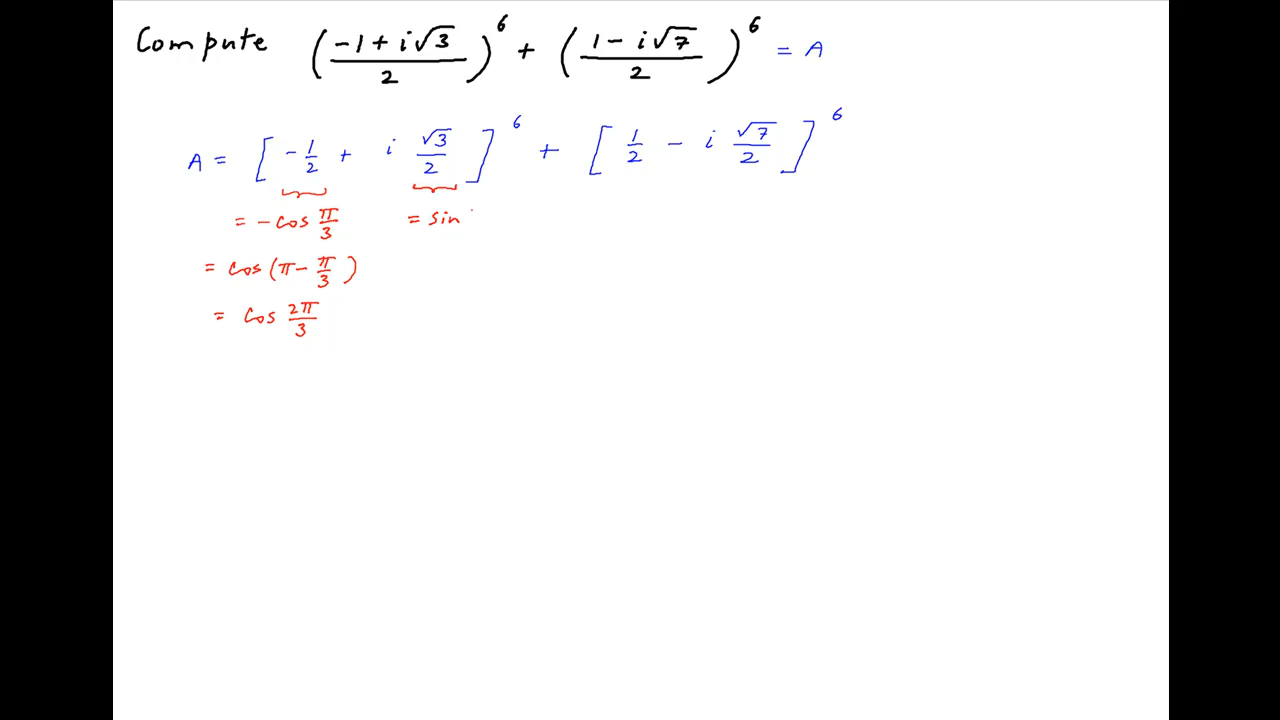 Compute ( (-1 + i√3)/2 )^6 + ( (1 - i√7)/2 )^6 = A
A = [ -1/2 + i √3/2 ]^6 + [ 1/2 - i √7/2 ]^6
= -cos π/3 = sin
= cos(π - π/3)
= cos 2π/3